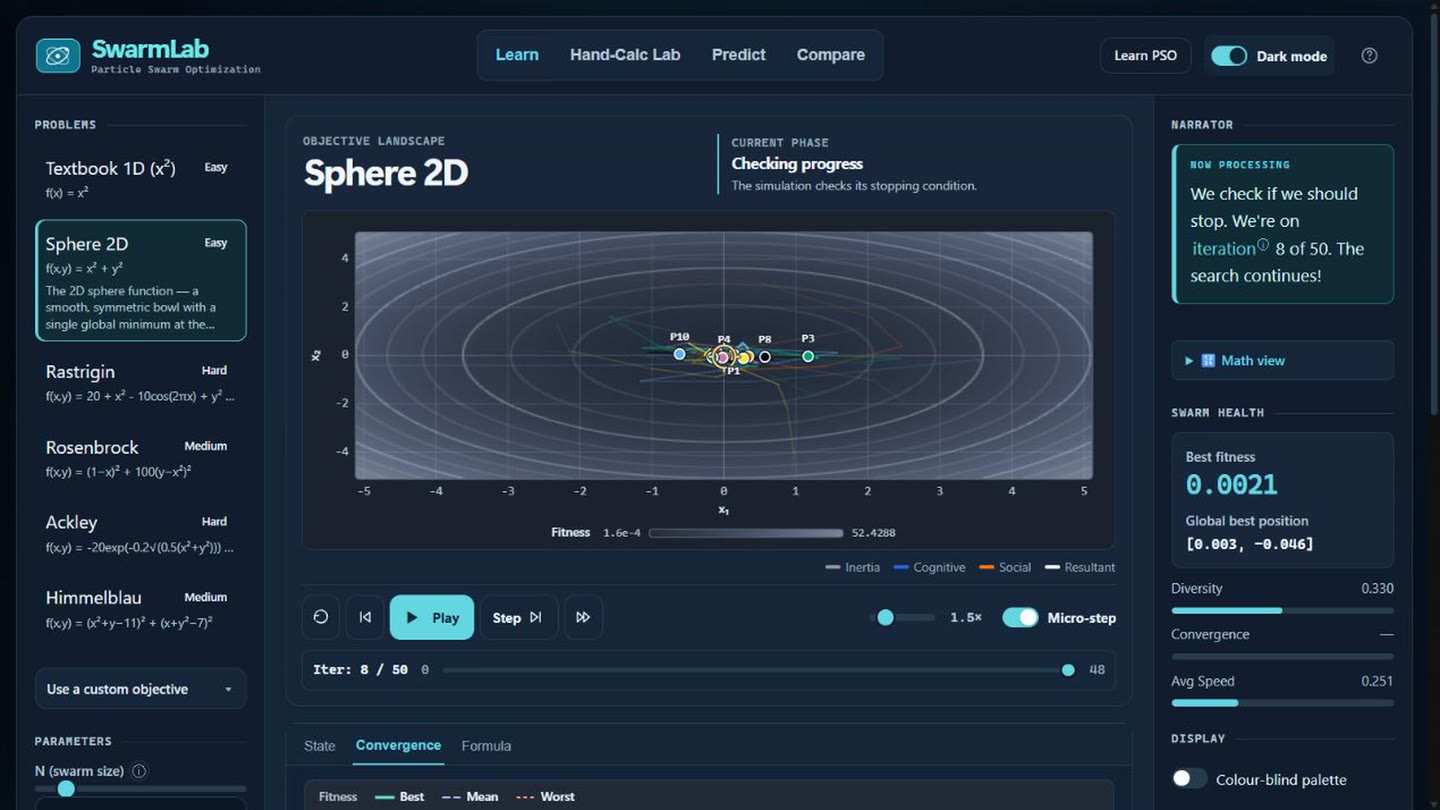 SwarmLab
Particle Swarm Optimization
Learn
Hand-Calc Lab
Predict
Compare
Learn PSO
Dark mode
PROBLEMS
Textbook 1D (x²)
Easy
f(x) = x²
Sphere 2D
Easy
f(x,y) = x² + y²
The 2D sphere function — a
smooth, symmetric bowl with a
single global minimum at the...
Rastrigin
Hard
f(x,y) = 20 + x² - 10cos(2πx) + y² ...
Rosenbrock
Medium
f(x,y) = (1−x)² + 100(y−x²)²
Ackley
Hard
f(x,y) = -20exp(-0.2√(0.5(x²+y²))) ...
Himmelblau
Medium
f(x,y) = (x²+y−11)² + (x+y²−7)²
Use a custom objective
PARAMETERS
N (swarm size)
OBJECTIVE LANDSCAPE
Sphere 2D
CURRENT PHASE
Checking progress
The simulation checks its stopping condition.
4
2
0
-2
-4
x₂
P10
P4
P8
P3
P1
-5
-4
-3
-2
-1
0
1
2
3
4
5
x₁
Fitness
1.6e-4
52.4288
Inertia
Cognitive
Social
Resultant
Play
Step
1.5×
Micro-step
Iter: 8 / 50
0
48
State
Convergence
Formula
Fitness
Best
Mean
Worst
NARRATOR
NOW PROCESSING
We check if we should
stop. We're on
iteration 8 of 50. The
search continues!
Math view
SWARM HEALTH
Best fitness
0.0021
Global best position
[0.003, −0.046]
Diversity
0.330
Convergence
—
Avg Speed
0.251
DISPLAY
Colour-blind palette